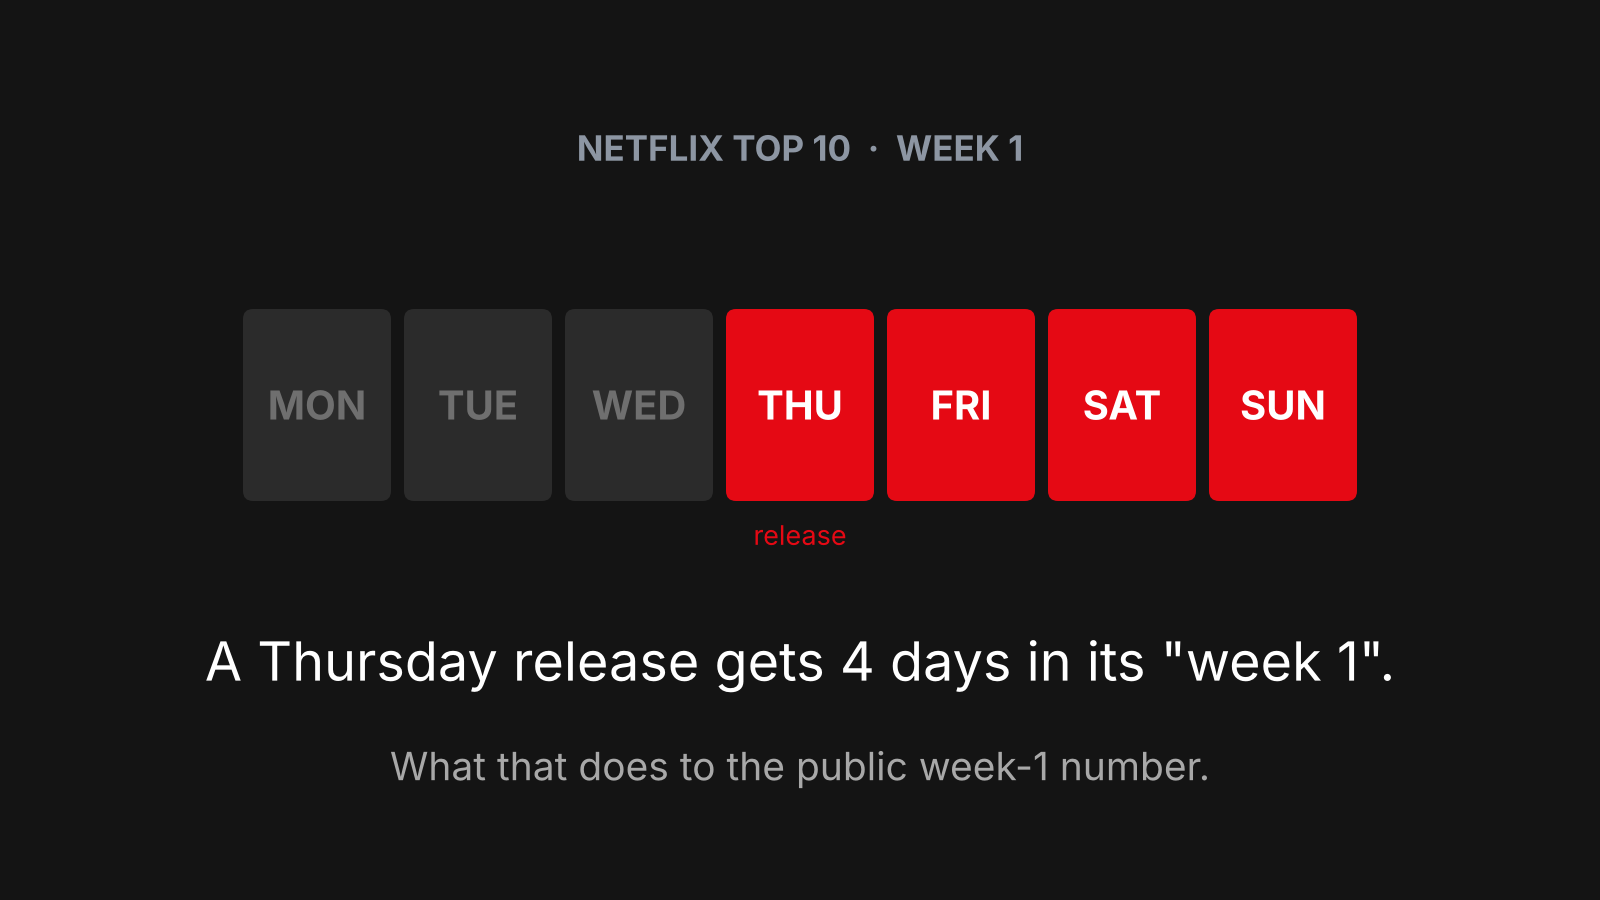 NETFLIX TOP 10 · WEEK 1
MON TUE WED THU FRI SAT SUN
release
A Thursday release gets 4 days in its "week 1".
What that does to the public week-1 number.